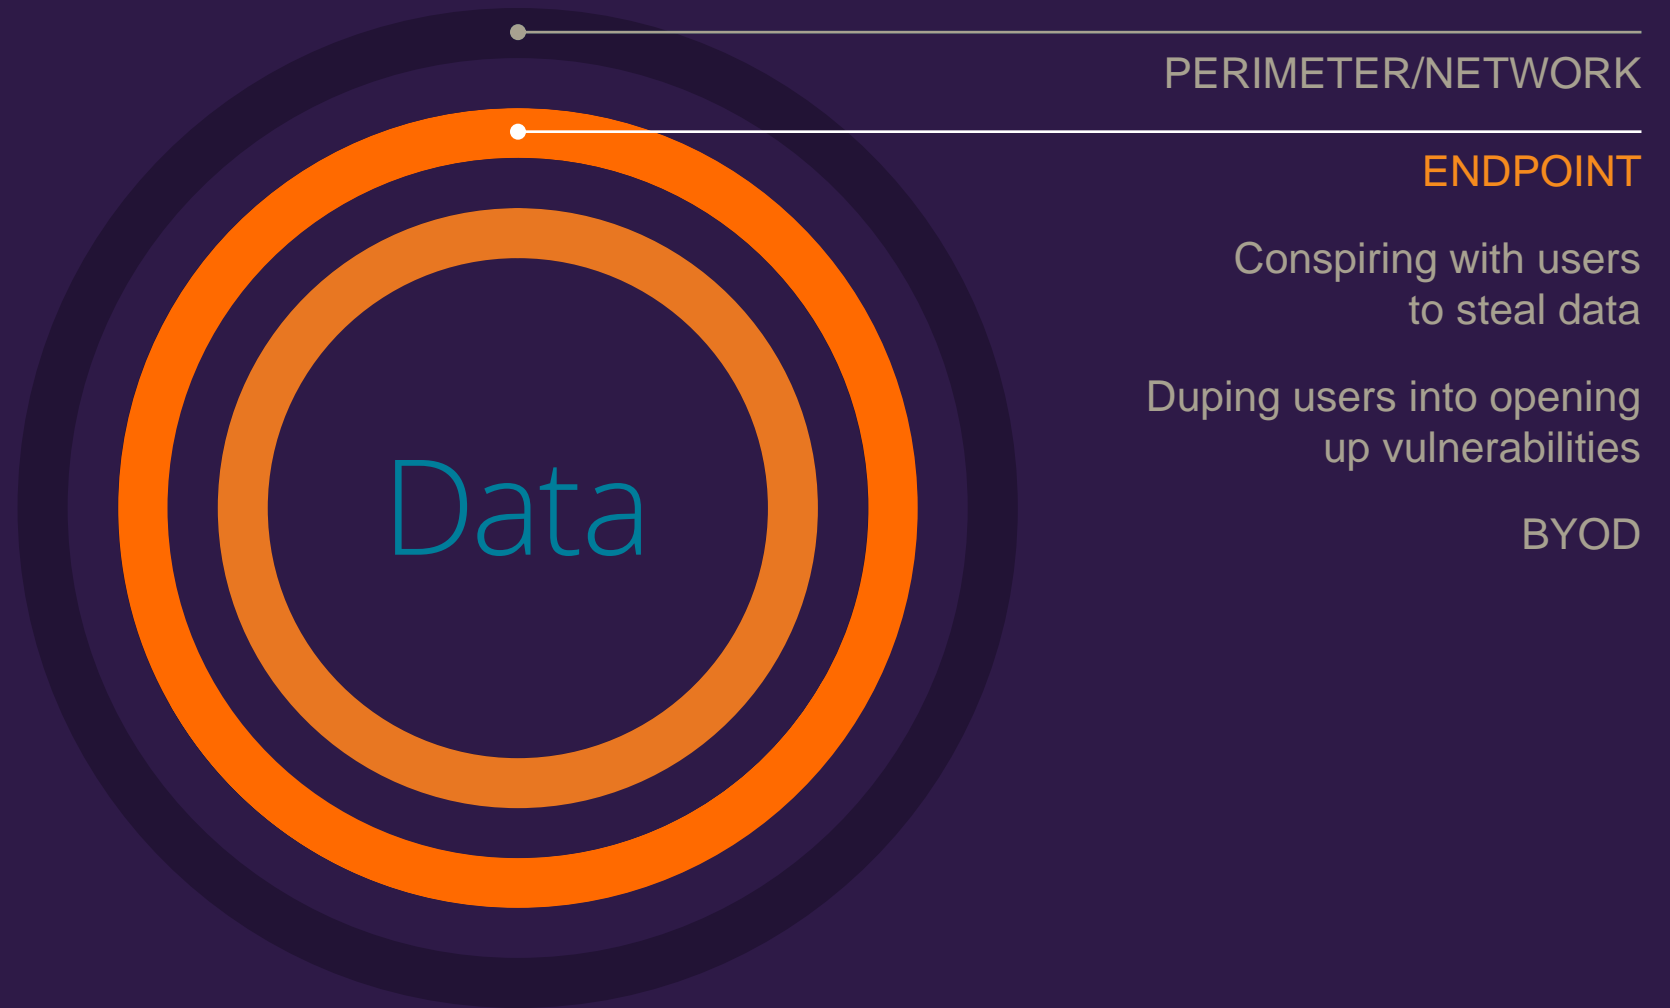 PERIMETER/NETWORK
ENDPOINT
Conspiring with users
to steal data
Duping users into opening
up vulnerabilities
BYOD
Data